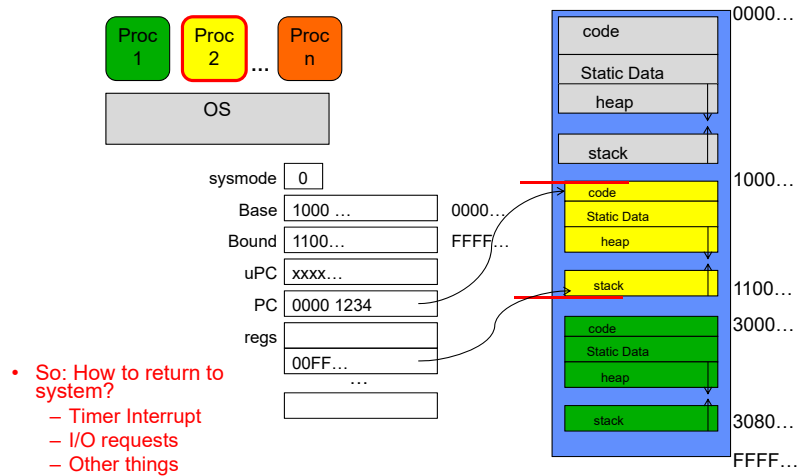 Proc
1
Proc
2
...
Proc
n
OS
sysmode 0
Base 1000 … 0000…
Bound 1100… FFFF…
uPC xxxx…
PC 0000 1234
regs
00FF…
…
• So: How to return to
system?
– Timer Interrupt
– I/O requests
– Other things
0000…
code
Static Data
heap
stack
1000…
code
Static Data
heap
stack
1100…
3000…
code
Static Data
heap
stack
3080…
FFFF…